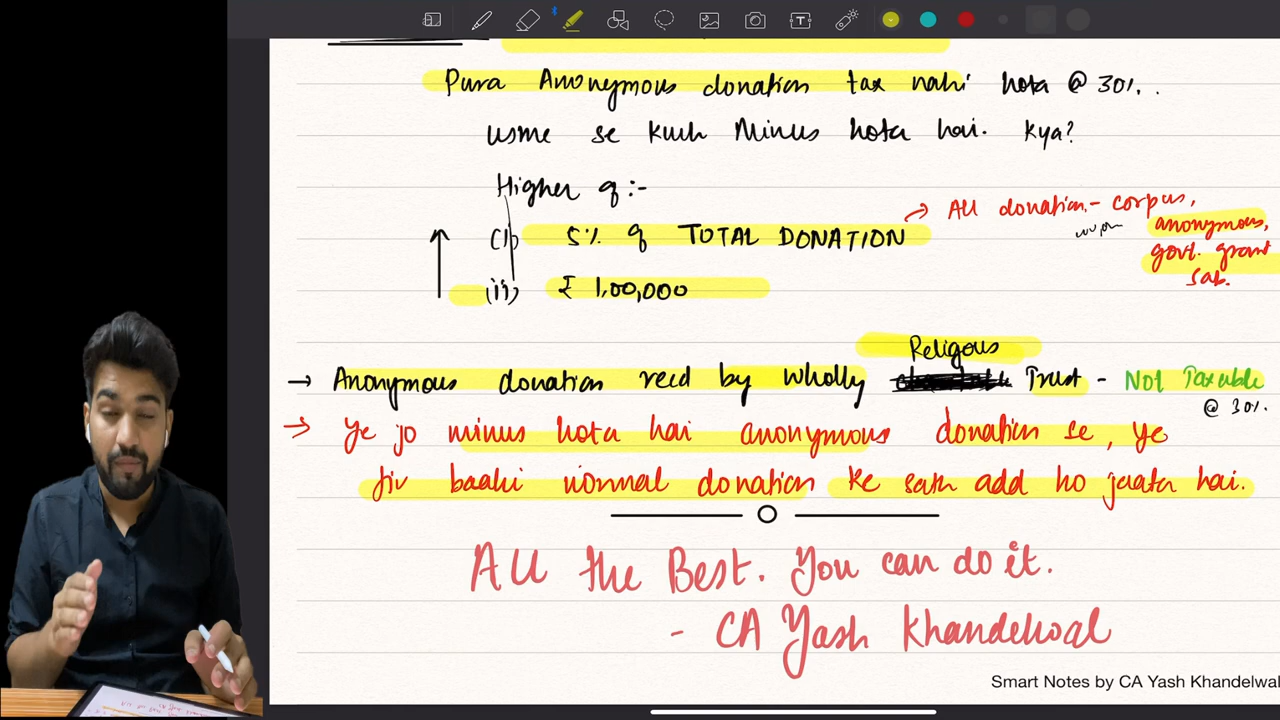 Pura Anonymous donation tax nahi hota @ 30%.
usme se kuch Minus hota hai. kya?
Higher of :-
(i) 5% of TOTAL DONATION → All donation - corpus,
anonymous,
govt. grant
sab.
(ii) ₹ 1,00,000
Religous
→ Anonymous donation recd by wholly Trust - Not Taxable
@ 30%.
→ Ye jo minus hota hai anonymous donation se, ye
fir baaki normal donation ke sath add ho jaata hai.
All the Best. You can do it.
- CA Yash Khandelwal
Smart Notes by CA Yash Khandelwal